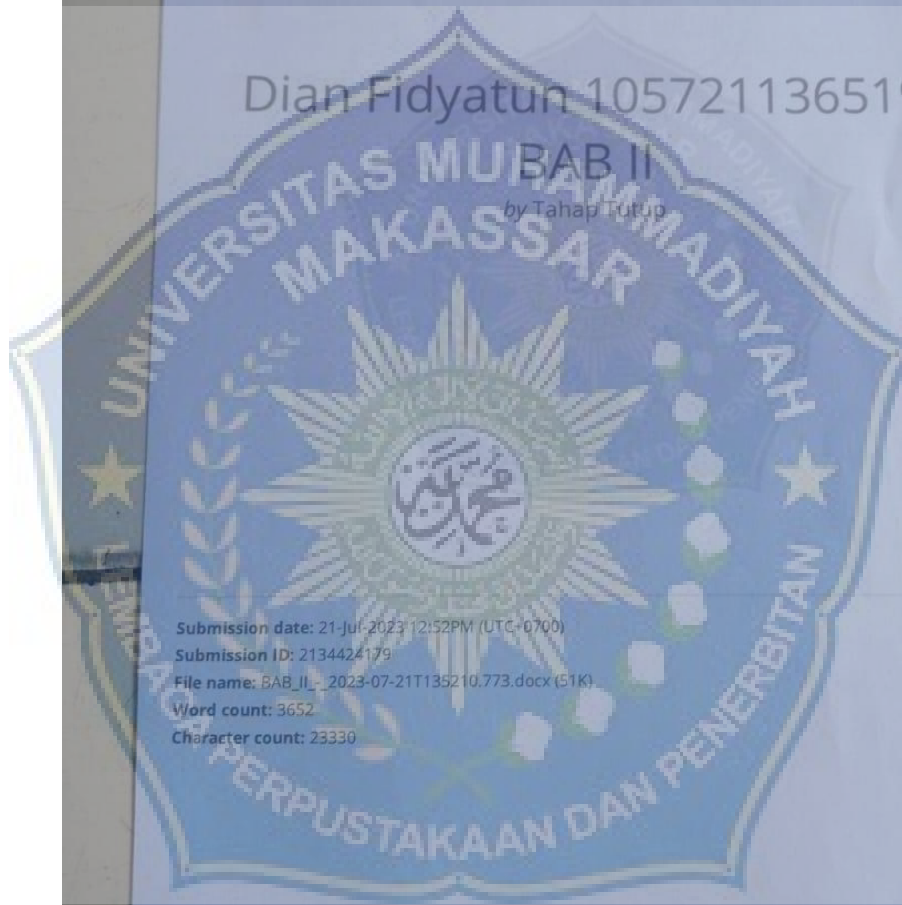 Dian Fidyatun 105721136519
BAB II
by Tahap Tutup
UNIVERSITAS MUHAMMADIYAH
MAKASSAR
Submission date: 21-Jul-2023 12:52PM (UTC+0700)
Submission ID: 2134424179
File name: BAB_II_-_2023-07-21T135210.773.docx (51K)
Word count: 3652
Character count: 23330
LEMBAGA PERPUSTAKAAN DAN PENERBITAN